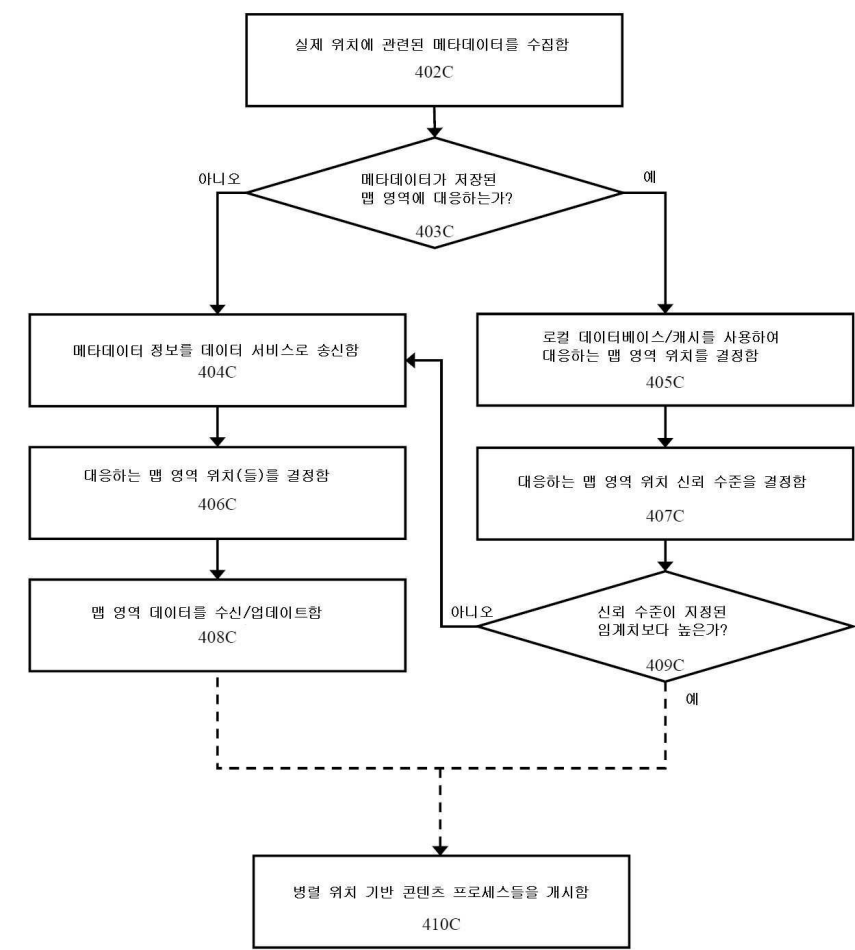 실제 위치에 관련된 메타데이터를 수집함
402C
메타데이터가 저장된
맵 영역에 대응하는가?
403C
아니오
예
메타데이터 정보를 데이터 서비스로 송신함
404C
로컬 데이터베이스/캐시를 사용하여
대응하는 맵 영역 위치를 결정함
405C
대응하는 맵 영역 위치(들)를 결정함
406C
대응하는 맵 영역 위치 신뢰 수준을 결정함
407C
맵 영역 데이터를 수신/업데이트함
408C
아니오
신뢰 수준이 지정된
임계치보다 높은가?
409C
예
병렬 위치 기반 콘텐츠 프로세스들을 개시함
410C